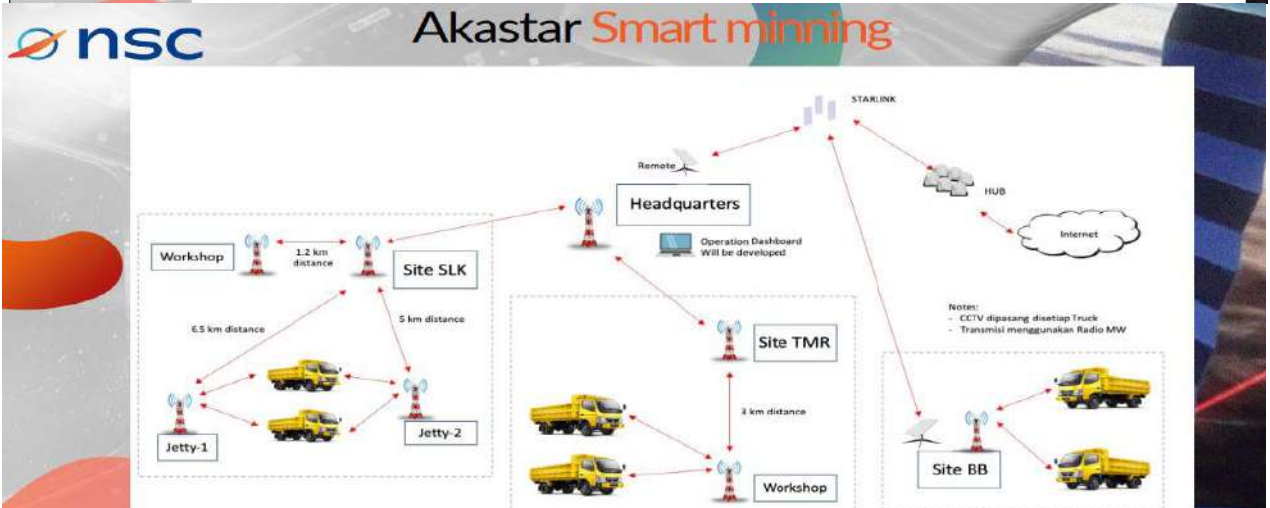 nsc
Akastar Smart minning
STARLINK
Remote
HUB
Headquarters
Internet
Operation Dashboard
Will be developed
Workshop
1.2 km
distance
Site SLK
6.5 km distance
5 km distance
Jetty-1
Jetty-2
Site TMR
3 km distance
Workshop
Notes:
- CCTV dipasang disetiap Truck
- Transmisi menggunakan Radio MW
Site BB